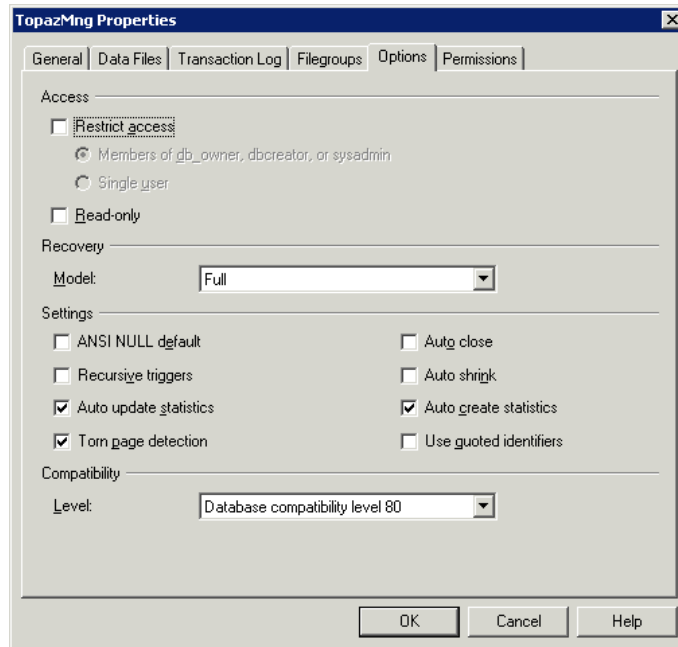 TopazMng Properties
General Data Files Transaction Log Filegroups Options Permissions
Access
Restrict access
Members of db_owner, dbcreator, or sysadmin
Single user
Read-only
Recovery
Model: Full
Settings
ANSI NULL default Auto close
Recursive triggers Auto shrink
Auto update statistics Auto create statistics
Torn page detection Use quoted identifiers
Compatibility
Level: Database compatibility level 80
OK Cancel Help